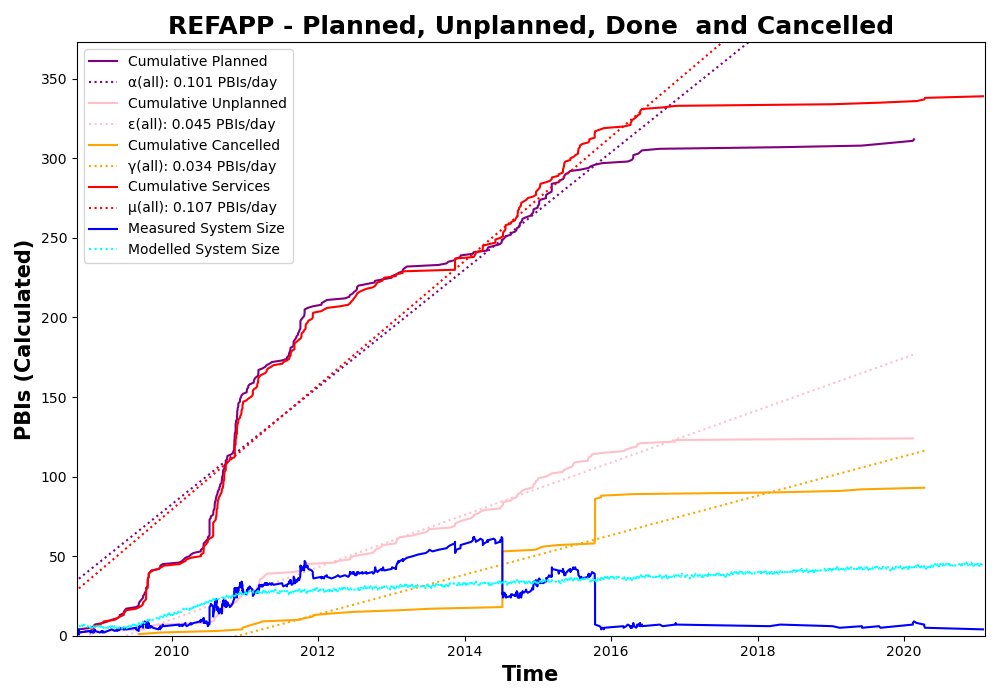 REFAPP - Planned, Unplanned, Done  and Cancelled
Cumulative Planned
α(all): 0.101 PBIs/day
Cumulative Unplanned
ε(all): 0.045 PBIs/day
Cumulative Cancelled
γ(all): 0.034 PBIs/day
Cumulative Services
μ(all): 0.107 PBIs/day
Measured System Size
Modelled System Size
PBIs (Calculated)
350
300
250
200
150
100
50
0
2010
2012
2014
2016
2018
2020
Time